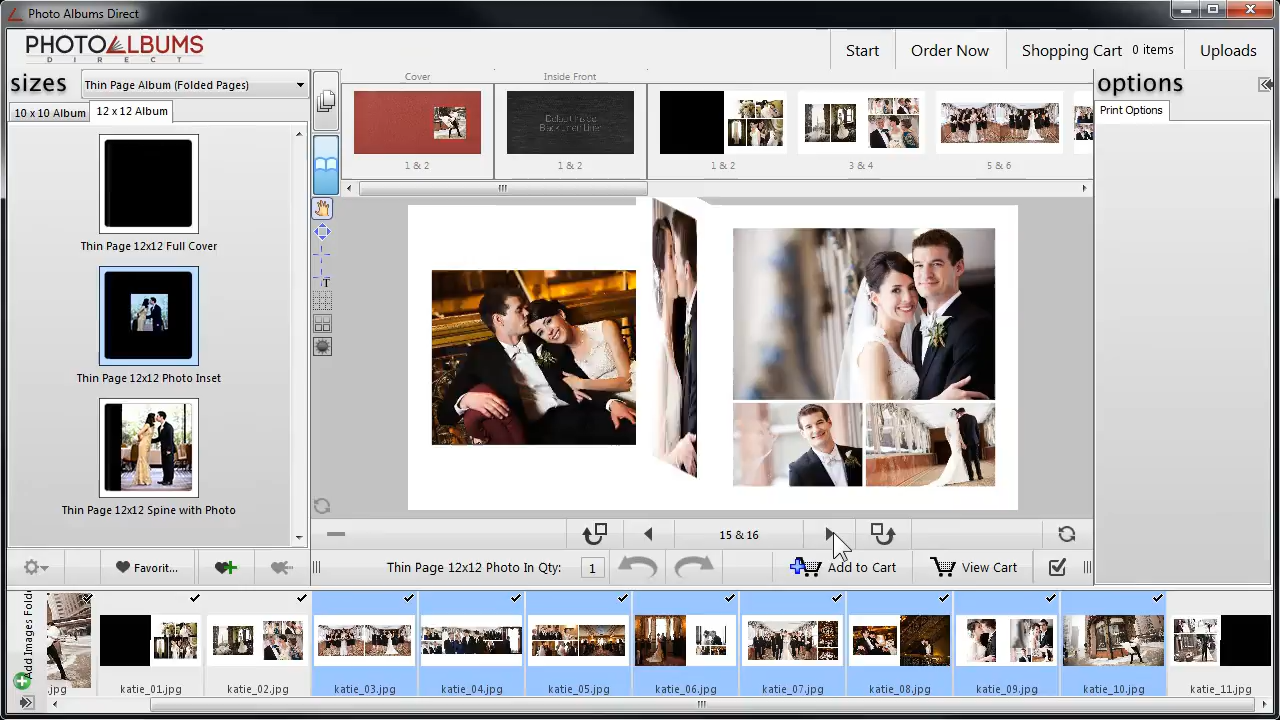 Photo Albums Direct
PHOTOALBUMS
DIRECT
Start
Order Now
Shopping Cart 0 items
Uploads
sizes
Thin Page Album (Folded Pages)
10 x 10 Album
12 x 12 Album
Thin Page 12x12 Full Cover
Thin Page 12x12 Photo Inset
Thin Page 12x12 Spine with Photo
Favorit...
Cover
Inside Front
1 & 2
1 & 2
1 & 2
3 & 4
5 & 6
options
Print Options
15 & 16
Thin Page 12x12 Photo In Qty: 1
Add to Cart
View Cart
Add Images Folde
.jpg
katie_01.jpg
katie_02.jpg
katie_03.jpg
katie_04.jpg
katie_05.jpg
katie_06.jpg
katie_07.jpg
katie_08.jpg
katie_09.jpg
katie_10.jpg
katie_11.jpg